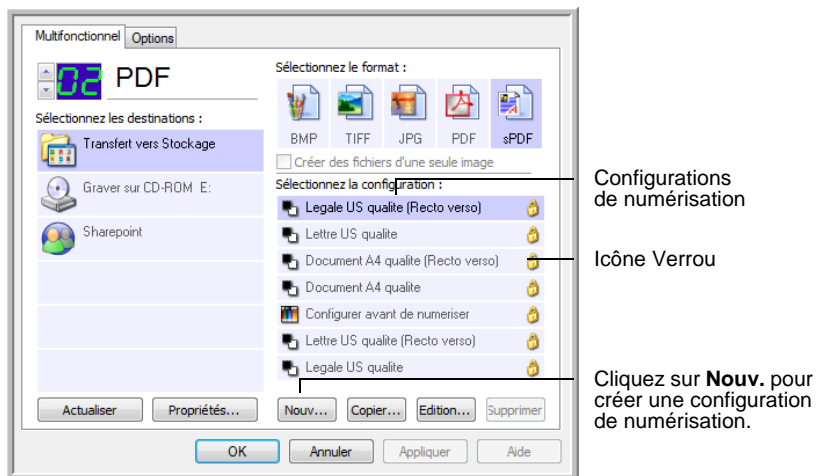 Multifonctionnel Options
02 PDF
Sélectionnez les destinations :
Transfert vers Stockage
Graver sur CD-ROM E:
Sharepoint
Actualiser Propriétés...
Sélectionnez le format :
BMP TIFF JPG PDF sPDF
Créer des fichiers d'une seule image
Sélectionnez la configuration :
Legale US qualite (Recto verso)
Lettre US qualite
Document A4 qualite (Recto verso)
Document A4 qualite
Configurer avant de numeriser
Lettre US qualite (Recto verso)
Legale US qualite
Nouv... Copier... Edition... Supprimer
OK Annuler Appliquer Aide
Configurations
de numérisation
Icône Verrou
Cliquez sur Nouv. pour
créer une configuration
de numérisation.